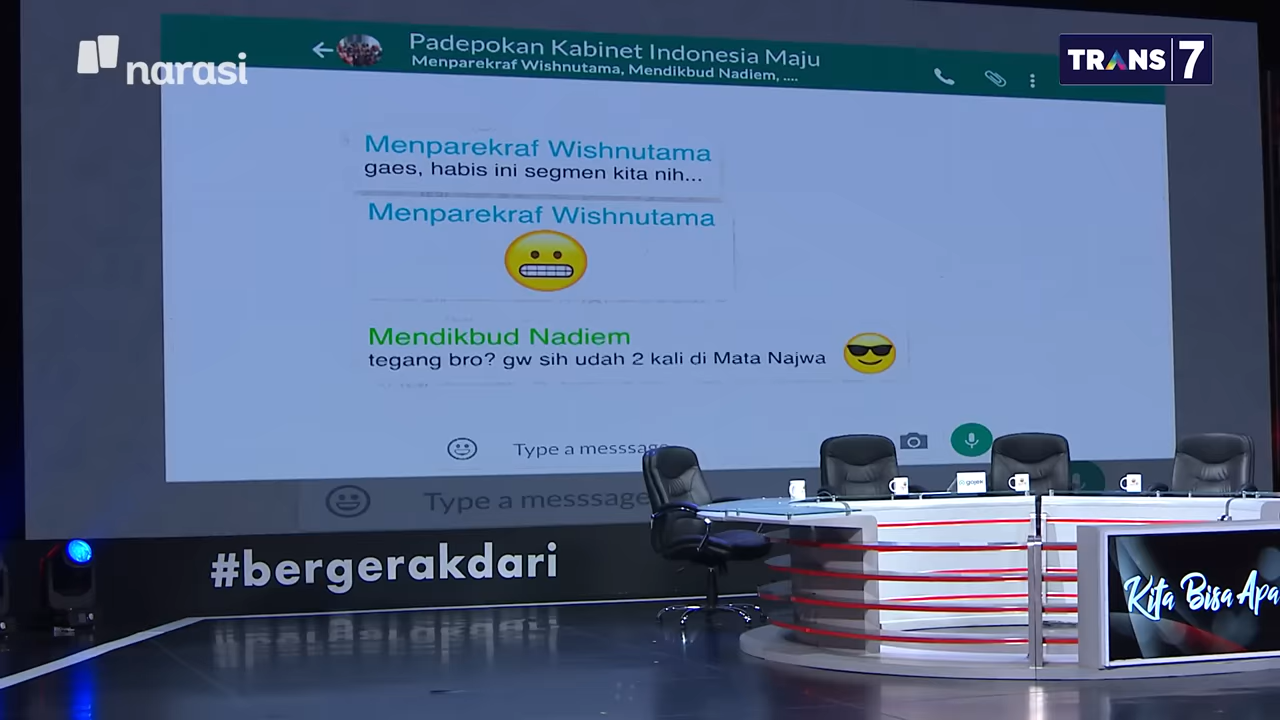 narasi
TRANS 7
Padepokan Kabinet Indonesia Maju
Menparekraf Wishnutama, Mendikbud Nadiem, ....
Menparekraf Wishnutama
gaes, habis ini segmen kita nih...
Menparekraf Wishnutama
Mendikbud Nadiem
tegang bro? gw sih udah 2 kali di Mata Najwa
Type a messsage
Type a messsage
gojek
#bergerakdari
Kita Bisa Apa